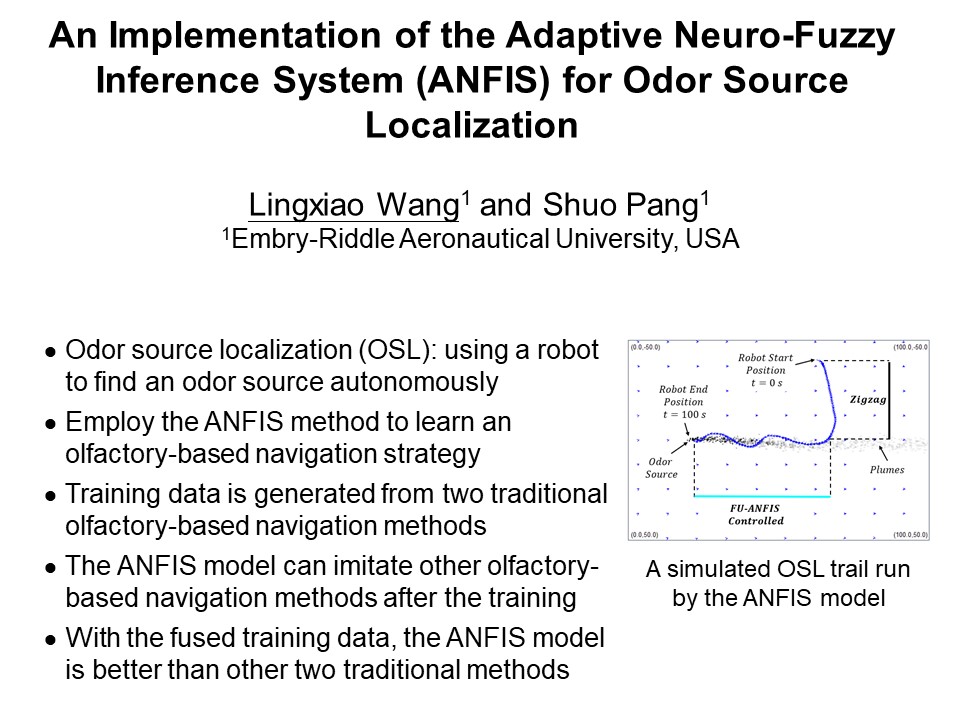 An Implementation of the Adaptive Neuro-Fuzzy
Inference System (ANFIS) for Odor Source
Localization
Lingxiao Wang¹ and Shuo Pang¹
¹Embry-Riddle Aeronautical University, USA
• Odor source localization (OSL): using a robot
to find an odor source autonomously
• Employ the ANFIS method to learn an
olfactory-based navigation strategy
• Training data is generated from two traditional
olfactory-based navigation methods
• The ANFIS model can imitate other olfactory-
based navigation methods after the training
• With the fused training data, the ANFIS model
is better than other two traditional methods
(0.0,-50.0)
(100.0,-50.0
Robot Start
Position
t = 0 s
Robot End
Position
t = 100 s
Zigzag
Odor
Source
Plumes
FU-ANFIS
Controlled
(0.0,50.0)
(100.0,50.0)
A simulated OSL trail run
by the ANFIS model